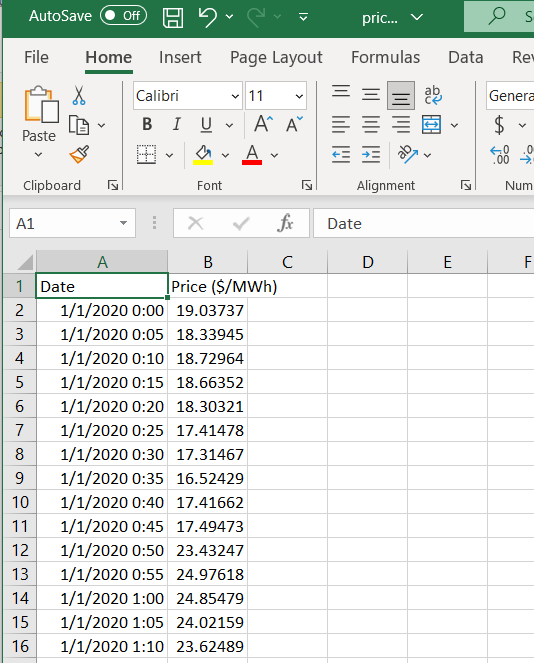 AutoSave Off pric...
File Home Insert Page Layout Formulas Data
Calibri 11 ab Genera
Paste B I U A A $
A .00
Clipboard Font Alignment Num
A1 fx Date
A B C D E F
1 Date Price ($/MWh)
2 1/1/2020 0:00 19.03737
3 1/1/2020 0:05 18.33945
4 1/1/2020 0:10 18.72964
5 1/1/2020 0:15 18.66352
6 1/1/2020 0:20 18.30321
7 1/1/2020 0:25 17.41478
8 1/1/2020 0:30 17.31467
9 1/1/2020 0:35 16.52429
10 1/1/2020 0:40 17.41662
11 1/1/2020 0:45 17.49473
12 1/1/2020 0:50 23.43247
13 1/1/2020 0:55 24.97618
14 1/1/2020 1:00 24.85479
15 1/1/2020 1:05 24.02159
16 1/1/2020 1:10 23.62489